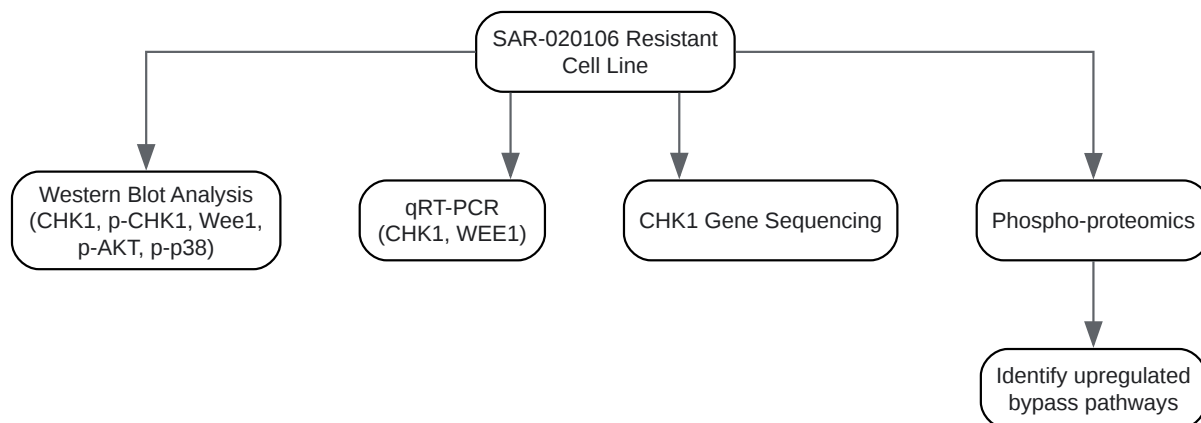 SAR-020106 Resistant
Cell Line
Western Blot Analysis
(CHK1, p-CHK1, Wee1,
p-AKT, p-p38)
qRT-PCR
(CHK1, WEE1)
CHK1 Gene Sequencing
Phospho-proteomics
Identify upregulated
bypass pathways